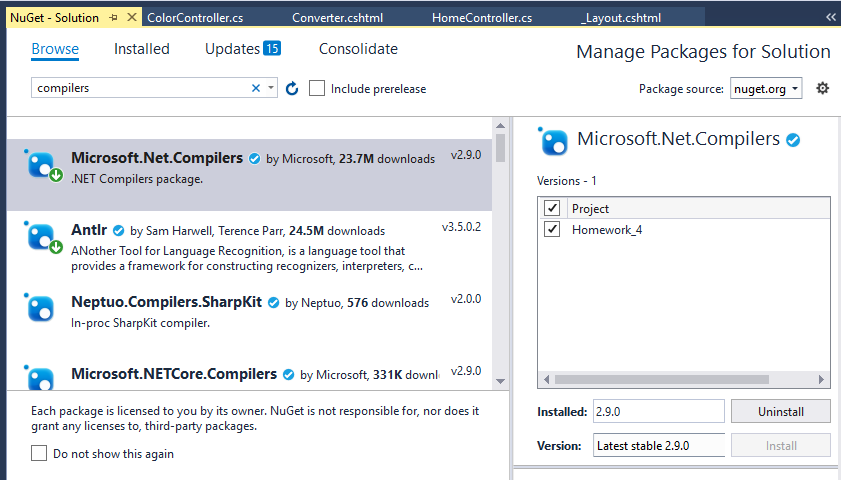 NuGet - Solution
ColorController.cs
Converter.cshtml
HomeController.cs
_Layout.cshtml
Browse
Installed
Updates 15
Consolidate
Manage Packages for Solution
compilers
Include prerelease
Package source: nuget.org
Microsoft.Net.Compilers by Microsoft, 23.7M downloads v2.9.0
.NET Compilers package.
Antlr by Sam Harwell, Terence Parr, 24.5M downloads v3.5.0.2
ANother Tool for Language Recognition, is a language tool that
provides a framework for constructing recognizers, interpreters, c...
Neptuo.Compilers.SharpKit by Neptuo, 576 downloads v2.0.0
In-proc SharpKit compiler.
Microsoft.NETCore.Compilers by Microsoft, 331K downl v2.9.0
Each package is licensed to you by its owner. NuGet is not responsible for, nor does it
grant any licenses to, third-party packages.
Do not show this again
Microsoft.Net.Compilers
Versions - 1
Project
Homework_4
Installed: 2.9.0 Uninstall
Version: Latest stable 2.9.0 Install